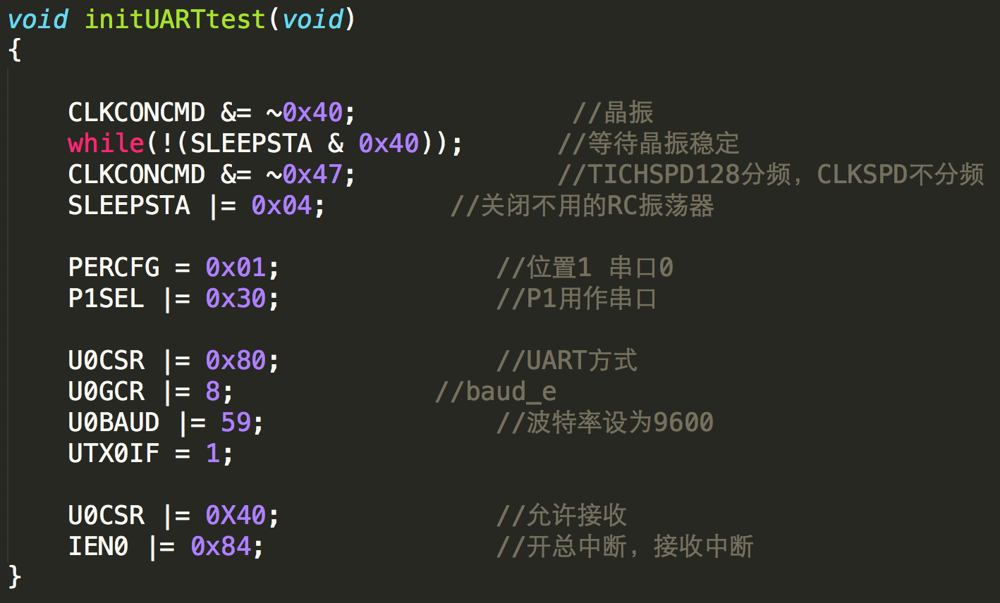 void initUARTtest(void)
{
CLKCONCMD &= ~0x40; //晶振
while(!(SLEEPSTA & 0x40)); //等待晶振稳定
CLKCONCMD &= ~0x47; //TICHSPD128分频，CLKSPD不分频
SLEEPSTA |= 0x04; //关闭不用的RC振荡器
PERCFG = 0x01; //位置1 串口0
P1SEL |= 0x30; //P1用作串口
U0CSR |= 0x80; //UART方式
U0GCR |= 8; //baud_e
U0BAUD |= 59; //波特率设为9600
UTX0IF = 1;
U0CSR |= 0X40; //允许接收
IEN0 |= 0x84; //开总中断，接收中断
}